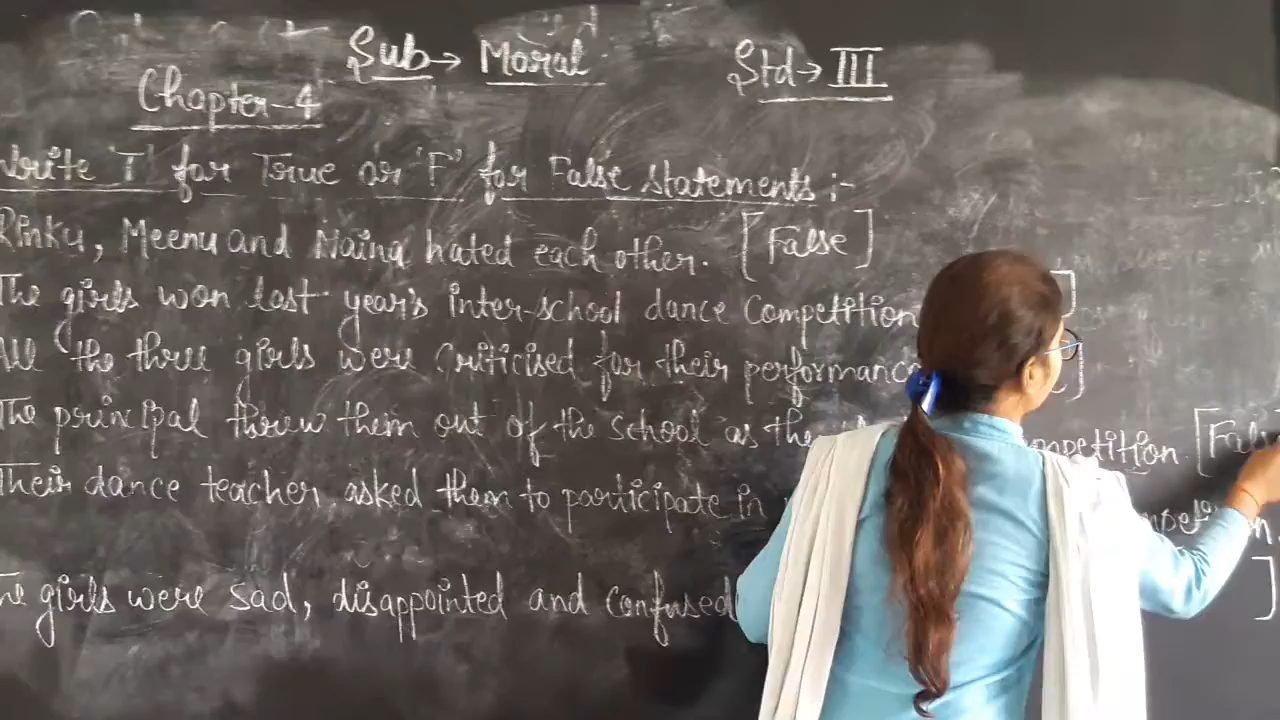 Sub → Moral Std → III
Chapter-4
Write 'T' for True or 'F' for False statements :-
Rinku, Meenu and Naina hated each other. [False]
The girls won last year's inter-school dance Competition ]
All the three girls were Criticised for their performance ]
The principal threw them out of the school as they [False]
Their dance teacher asked them to participate in
The girls were sad, disappointed and Confused ]